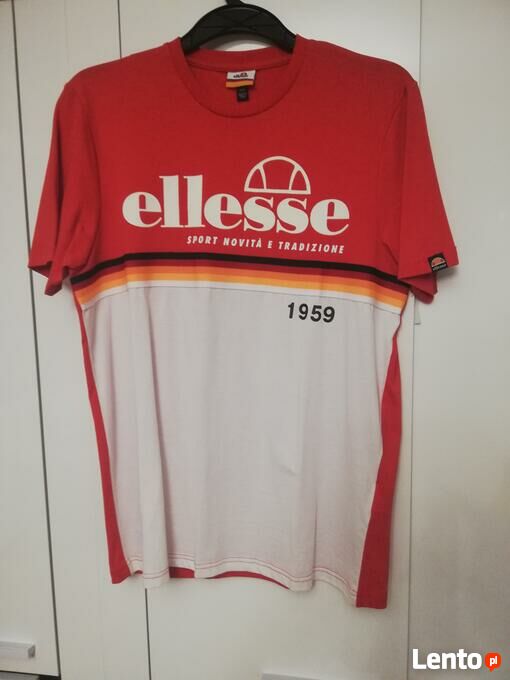 ellesse
SPORT NOVITÀ E TRADIZIONE
1959
Lento pl